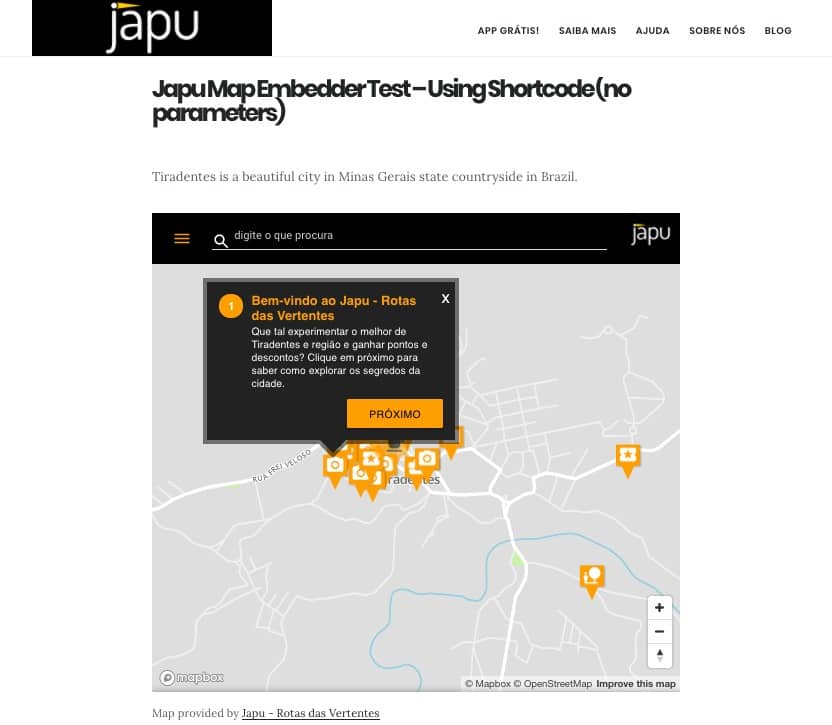 japu
APP GRÁTIS! SAIBA MAIS AJUDA SOBRE NÓS BLOG
Japu Map Embedder Test – Using Shortcode (no
parameters)
Tiradentes is a beautiful city in Minas Gerais state countryside in Brazil.
digite o que procura
japu
1
Bem-vindo ao Japu - Rotas
das Vertentes
X
Que tal experimentar o melhor de
Tiradentes e região e ganhar pontos e
descontos? Clique em próximo para
saber como explorar os segredos da
cidade.
PRÓXIMO
RUA FREI VELOSO
Tiradentes
mapbox
© Mapbox © OpenStreetMap Improve this map
Map provided by Japu - Rotas das Vertentes